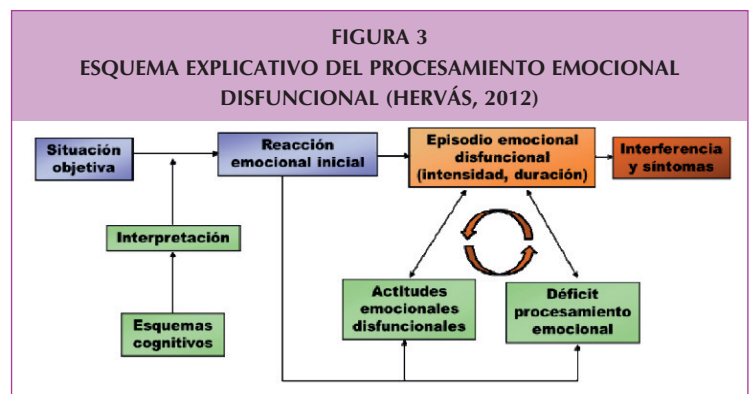 FIGURA 3
ESQUEMA EXPLICATIVO DEL PROCESAMIENTO EMOCIONAL
DISFUNCIONAL (HERVÁS, 2012)
Situación
objetiva
Reacción
emocional inicial
Episodio emocional
disfuncional
(intensidad, duración)
Interferencia
y síntomas
Interpretación
Esquemas
cognitivos
Actitudes
emocionales
disfuncionales
Déficit
procesamiento
emocional